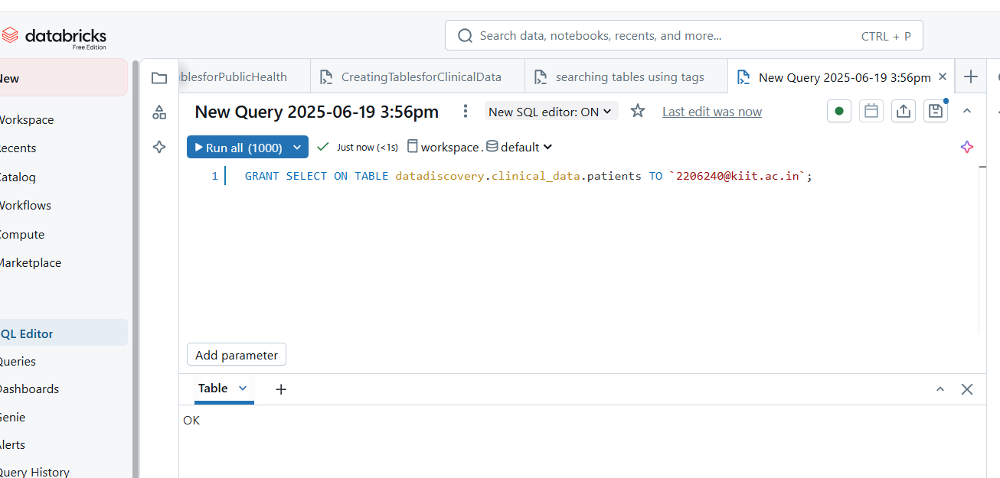 databricks
Free Edition
Search data, notebooks, recents, and more...
CTRL + P
New
Workspace
Recents
Catalog
Workflows
Compute
Marketplace
SQL Editor
Queries
Dashboards
Genie
Alerts
Query History
blesforPublicHealth
CreatingTablesforClinicalData
searching tables using tags
New Query 2025-06-19 3:56pm
New Query 2025-06-19 3:56pm
New SQL editor: ON
Last edit was now
Run all (1000)
Just now (<1s)
workspace.
default
1
GRANT SELECT ON TABLE datadiscovery.clinical_data.patients TO `2206240@kiit.ac.in`;
Add parameter
Table
OK